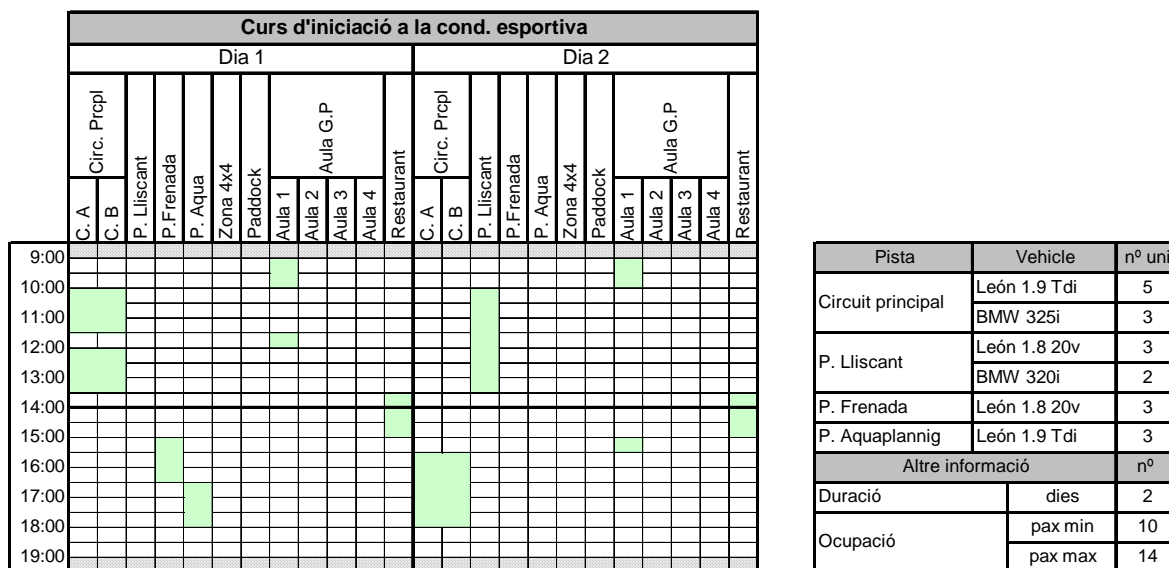 Curs d'iniciació a la cond. esportiva
Dia 1 Dia 2
Circ. Prcpl P. Lliscant P.Frenada P. Aqua Zona 4x4 Paddock Aula G.P Restaurant Circ. Prcpl P. Lliscant P.Frenada P. Aqua Zona 4x4 Paddock Aula G.P Restaurant
C. A C. B Aula 1 Aula 2 Aula 3 Aula 4 C. A C. B Aula 1 Aula 2 Aula 3 Aula 4
9:00
10:00
11:00
12:00
13:00
14:00
15:00
16:00
17:00
18:00
19:00
Pista Vehicle nº uni
Circuit principal León 1.9 Tdi 5
BMW 325i 3
P. Lliscant León 1.8 20v 3
BMW 320i 2
P. Frenada León 1.8 20v 3
P. Aquaplannig León 1.9 Tdi 3
Altre informació nº
Duració dies 2
Ocupació pax min 10
pax max 14